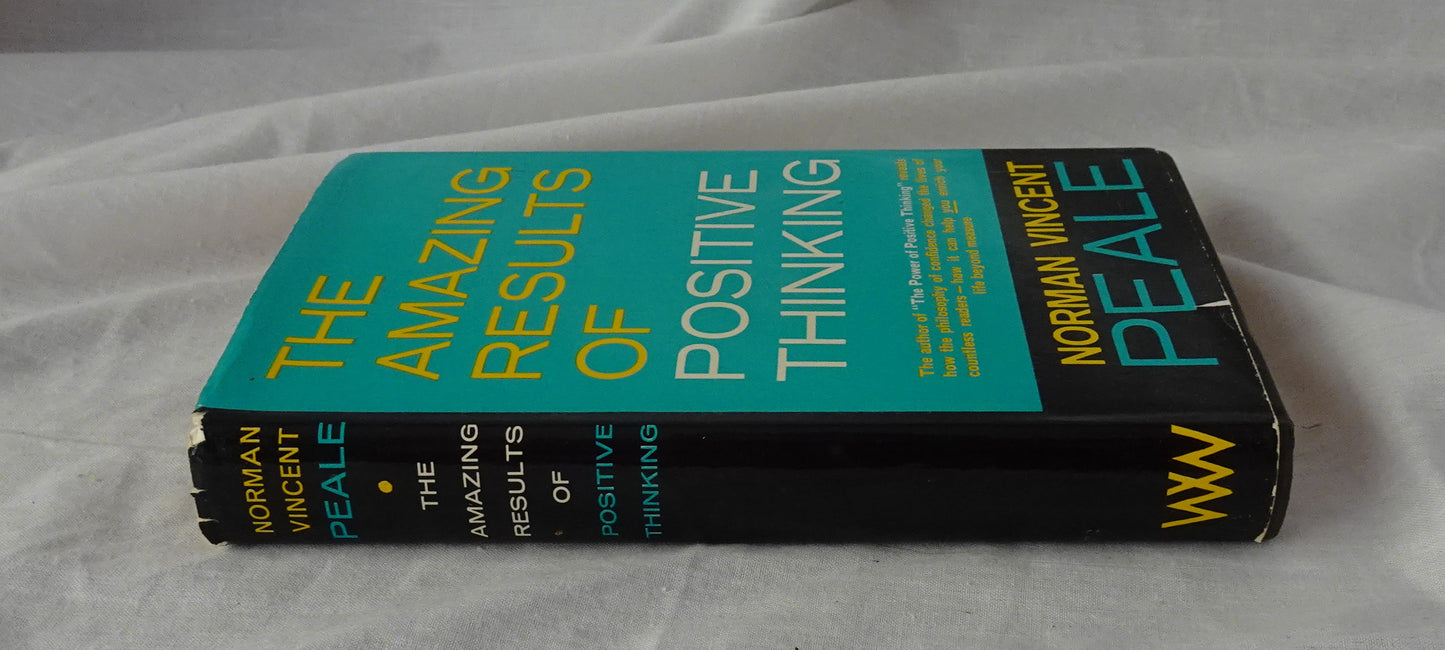 THE
AMAZING
RESULTS
OF
POSITIVE
THINKING
The author of "The Power of Positive Thinking" reveals
how the philosophy of confidence changed the lives of
countless readers – how it can help you enrich your
life beyond measure
NORMAN VINCENT
PEALE
NORMAN
VINCENT
PEALE
•
THE
AMAZING
RESULTS
OF
POSITIVE
THINKING